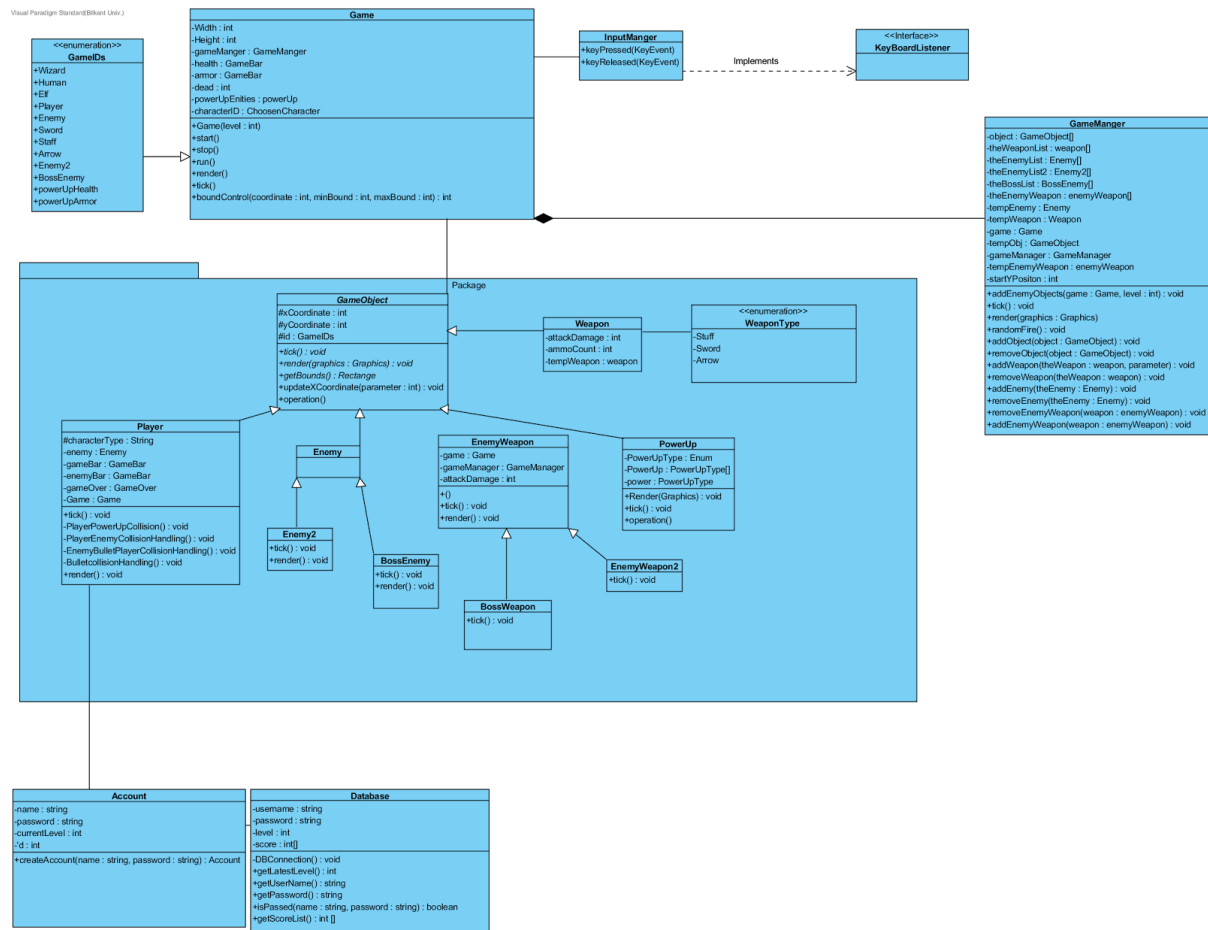 Visual Paradigm Standard(Bilkent Univ.)
<<enumeration>>
GameIDs
+Wizard
+Human
+Elf
+Player
+Enemy
+Sword
+Staff
+Arrow
+Enemy2
+BossEnemy
+powerUpHealth
+powerUpArmor
Game
-Width : int
-Height : int
-gameManger : GameManger
-health : GameBar
-armor : GameBar
-dead : int
-powerUpEnities : powerUp
-characterID : ChoosenCharacter
+Game(level : int)
+start()
+stop()
+run()
+render()
+tick()
+boundControl(coordinate : int, minBound : int, maxBound : int) : int
InputManger
+keyPressed(KeyEvent)
+keyReleased(KeyEvent)
Implements
<<Interface>>
KeyBoardListener
GameManger
-object : GameObject[]
-theWeaponList : weapon[]
-theEnemyList : Enemy[]
-theEnemyList2 : Enemy2[]
-theBossList : BossEnemy[]
-theEnemyWeapon : enemyWeapon[]
-tempEnemy : Enemy
-tempWeapon : Weapon
-game : Game
-tempObj : GameObject
-gameManager : GameManager
-tempEnemyWeapon : enemyWeapon
-startYPositon : int
+addEnemyObjects(game : Game, level : int) : void
+tick() : void
+render(graphics : Graphics)
+randomFire() : void
+addObject(object : GameObject) : void
+removeObject(object : GameObject) : void
+addWeapon(theWeapon : weapon, parameter) : void
+removeWeapon(theWeapon : weapon) : void
+addEnemy(theEnemy : Enemy) : void
+removeEnemy(theEnemy : Enemy) : void
+removeEnemyWeapon(weapon : enemyWeapon) : void
+addEnemyWeapon(weapon : enemyWeapon) : void
Package
GameObject
#xCoordinate : int
#yCoordinate : int
#id : GameIDs
+tick() : void
+render(graphics : Graphics) : void
+getBounds() : Rectange
+updateXCoordinate(parameter : int) : void
+operation()
Weapon
-attackDamage : int
-ammoCount : int
-tempWeapon : weapon
<<enumeration>>
WeaponType
-Stuff
-Sword
-Arrow
Player
#characterType : String
-enemy : Enemy
-gameBar : GameBar
-enemyBar : GameBar
-gameOver : GameOver
-Game : Game
+tick() : void
-PlayerPowerUpCollision() : void
-PlayerEnemyCollisionHandling() : void
-EnemyBulletPlayerCollisionHandling() : void
-BulletcollisionHandling() : void
+render() : void
Enemy
Enemy2
+tick() : void
+render() : void
BossEnemy
+tick() : void
+render() : void
EnemyWeapon
-game : Game
-gameManager : GameManager
-attackDamage : int
+()
+tick() : void
+render() : void
PowerUp
-PowerUpType : Enum
-PowerUp : PowerUpType[]
-power : PowerUpType
+Render(Graphics) : void
+tick() : void
+operation()
BossWeapon
+tick() : void
EnemyWeapon2
+tick() : void
Account
-name : string
-password : string
-currentLevel : int
-'d : int
+createAccount(name : string, password : string) : Account
Database
-username : string
-password : string
-level : int
-score : int[]
-DBConnection() : void
+getLatestLevel() : int
+getUserName() : string
+getPassword() : string
+isPassed(name : string, password : string) : boolean
+getScoreList() : int []